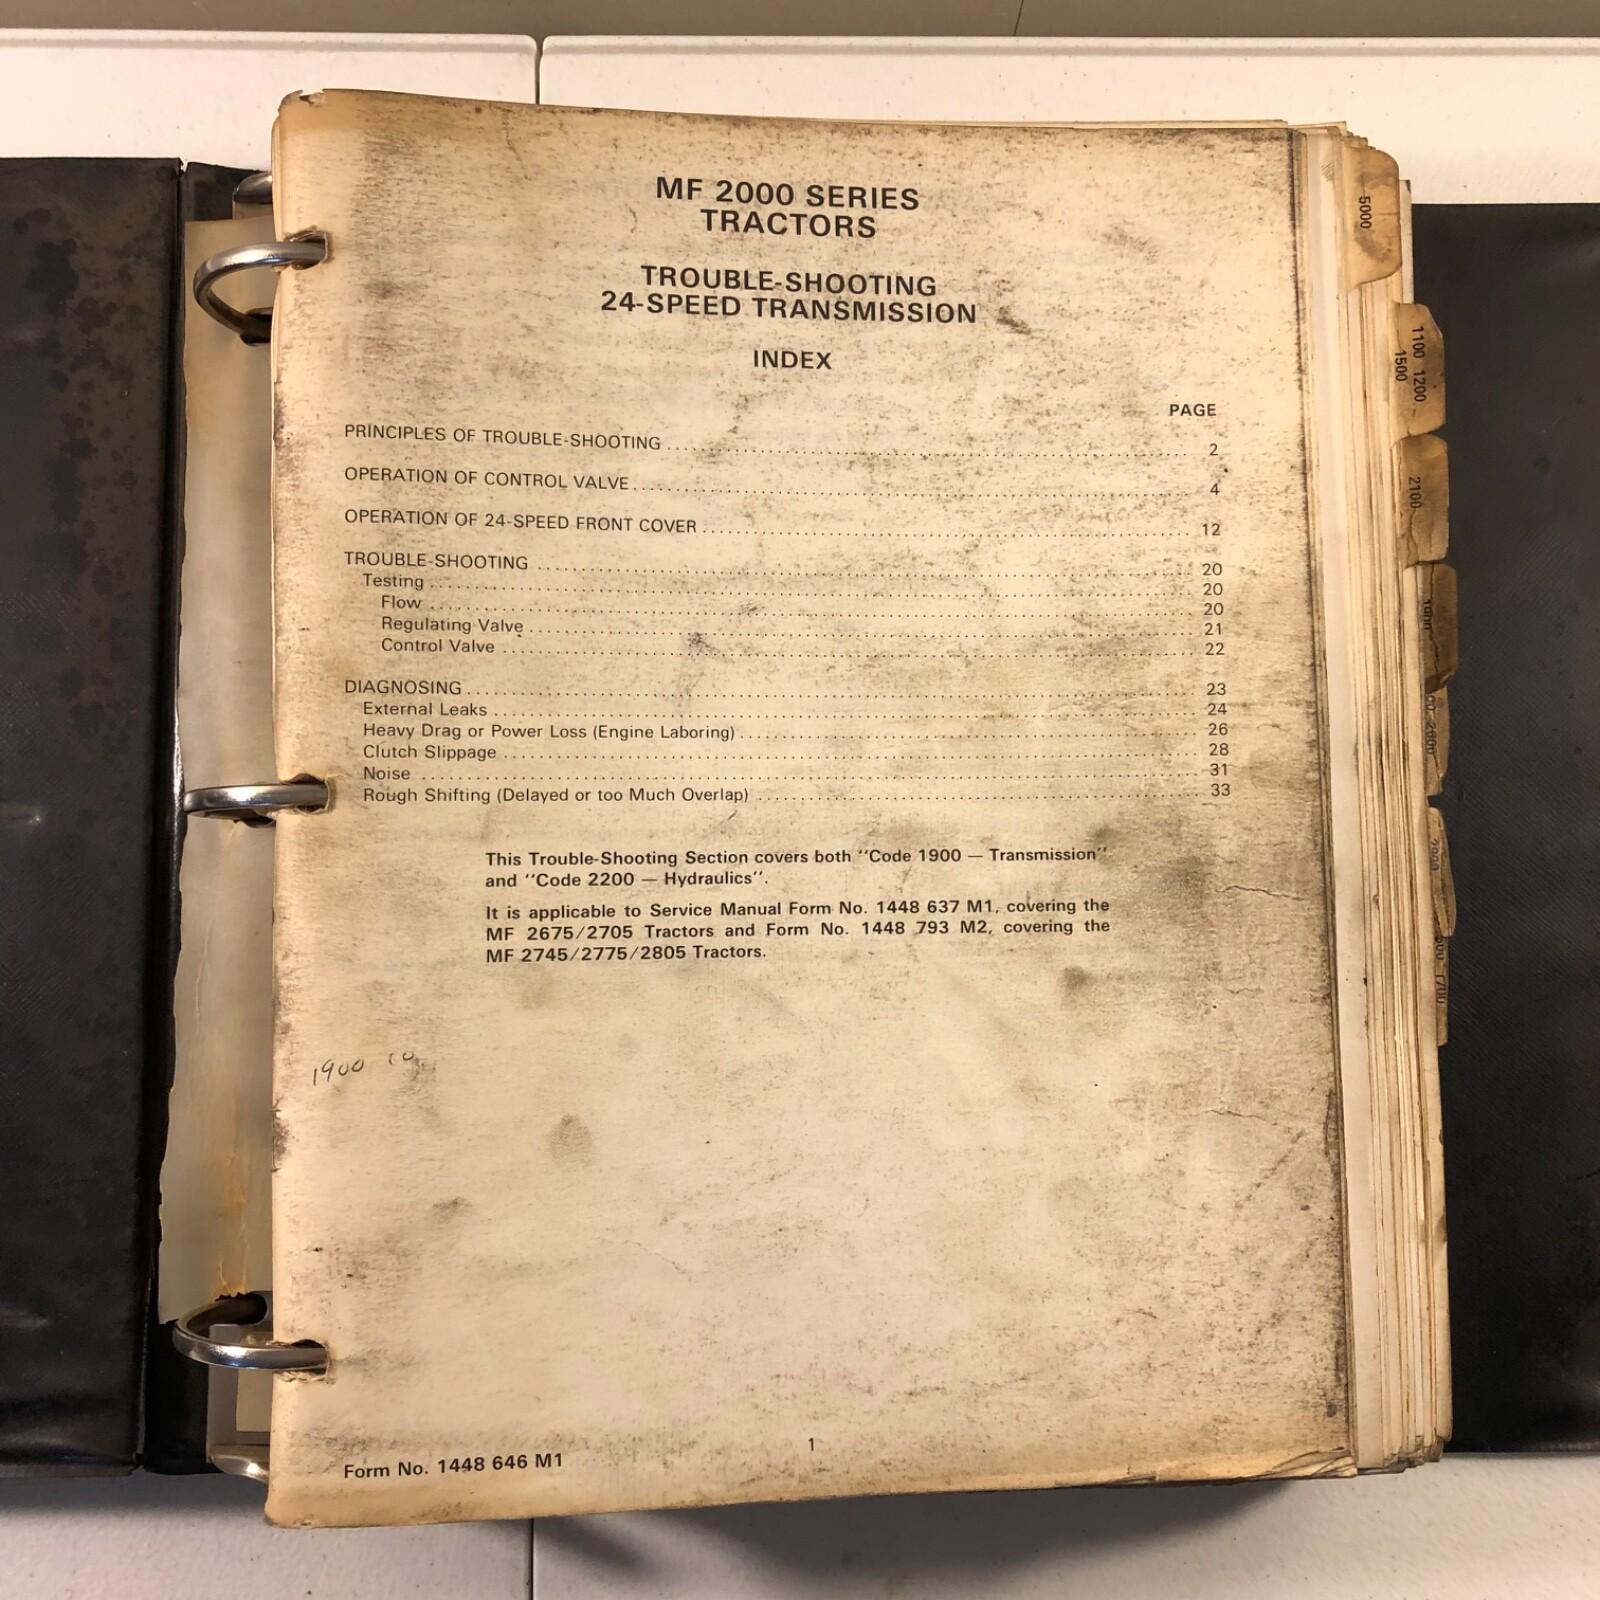 MF 2000 SERIES
TRACTORS
TROUBLE-SHOOTING
24-SPEED TRANSMISSION
INDEX
PAGE
PRINCIPLES OF TROUBLE-SHOOTING 2
OPERATION OF CONTROL VALVE 4
OPERATION OF 24-SPEED FRONT COVER 12
TROUBLE-SHOOTING 20
Testing 20
Flow 20
Regulating Valve 21
Control Valve 22
DIAGNOSING 23
External Leaks 24
Heavy Drag or Power Loss (Engine Laboring) 26
Clutch Slippage 28
Noise 31
Rough Shifting (Delayed or too Much Overlap) 33
This Trouble-Shooting Section covers both "Code 1900 — Transmission"
and "Code 2200 — Hydraulics".
It is applicable to Service Manual Form No. 1448 637 M1, covering the
MF 2675/2705 Tractors and Form No. 1448 793 M2, covering the
MF 2745/2775/2805 Tractors.
1900
1
Form No. 1448 646 M1
5000
1100 1200
1500
2100